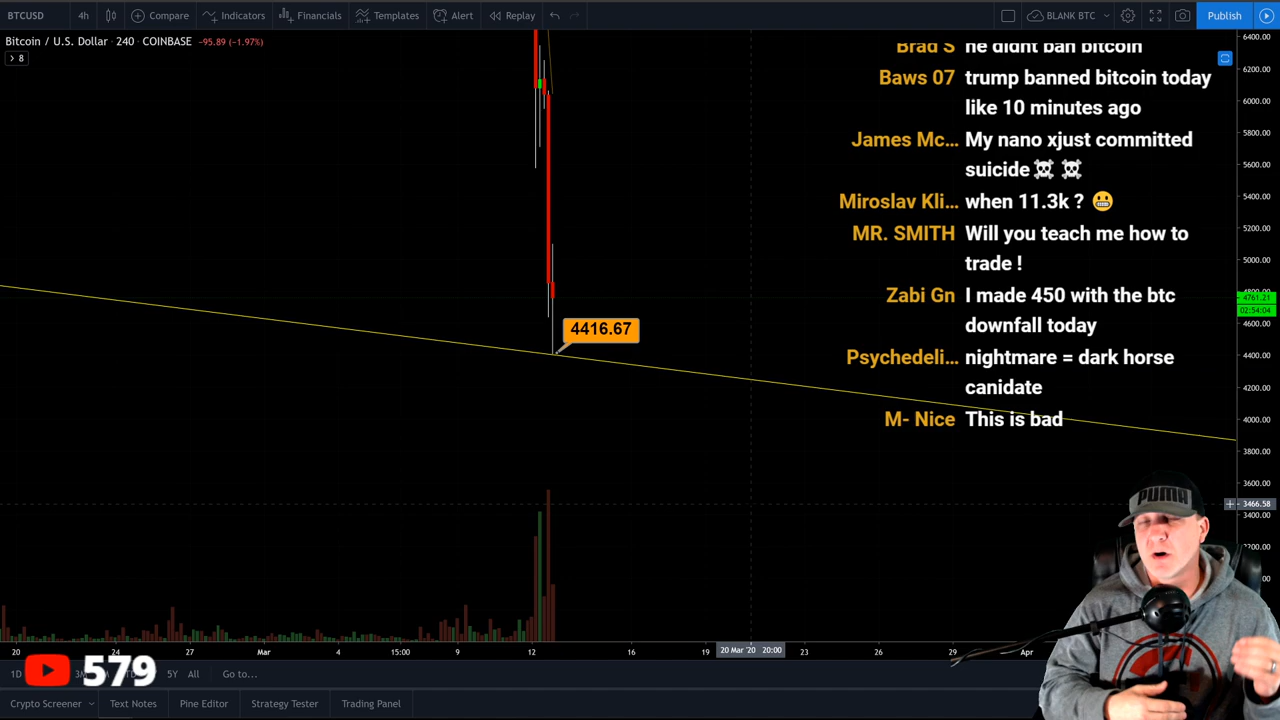 BTCUSD 4h Compare Indicators Financials Templates Alert Replay BLANK BTC Publish
Bitcoin / U.S. Dollar · 240 · COINBASE -95.89 (-1.97%)
8
Brad S he didnt ban bitcoin
Baws 07 trump banned bitcoin today
like 10 minutes ago
James Mc... My nano xjust committed
suicide☠️ ☠️
Miroslav Kli... when 11.3k ? 😬
MR. SMITH Will you teach me how to
trade !
Zabi Gn I made 450 with the btc
downfall today
Psychedeli... nightmare = dark horse
canidate
M- Nice This is bad
4416.67
6400.00
6200.00
6000.00
5800.00
5600.00
5400.00
5200.00
5000.00
4761.21
02:54:04
4600.00
4400.00
4200.00
4000.00
3800.00
3600.00
3466.58
3400.00
PUMA
20 24 27 Mar 4 15:00 9 12 16 19 20 Mar '20 20:00 23 26 29 Apr
1D 5Y All Go to...
579
Crypto Screener Text Notes Pine Editor Strategy Tester Trading Panel